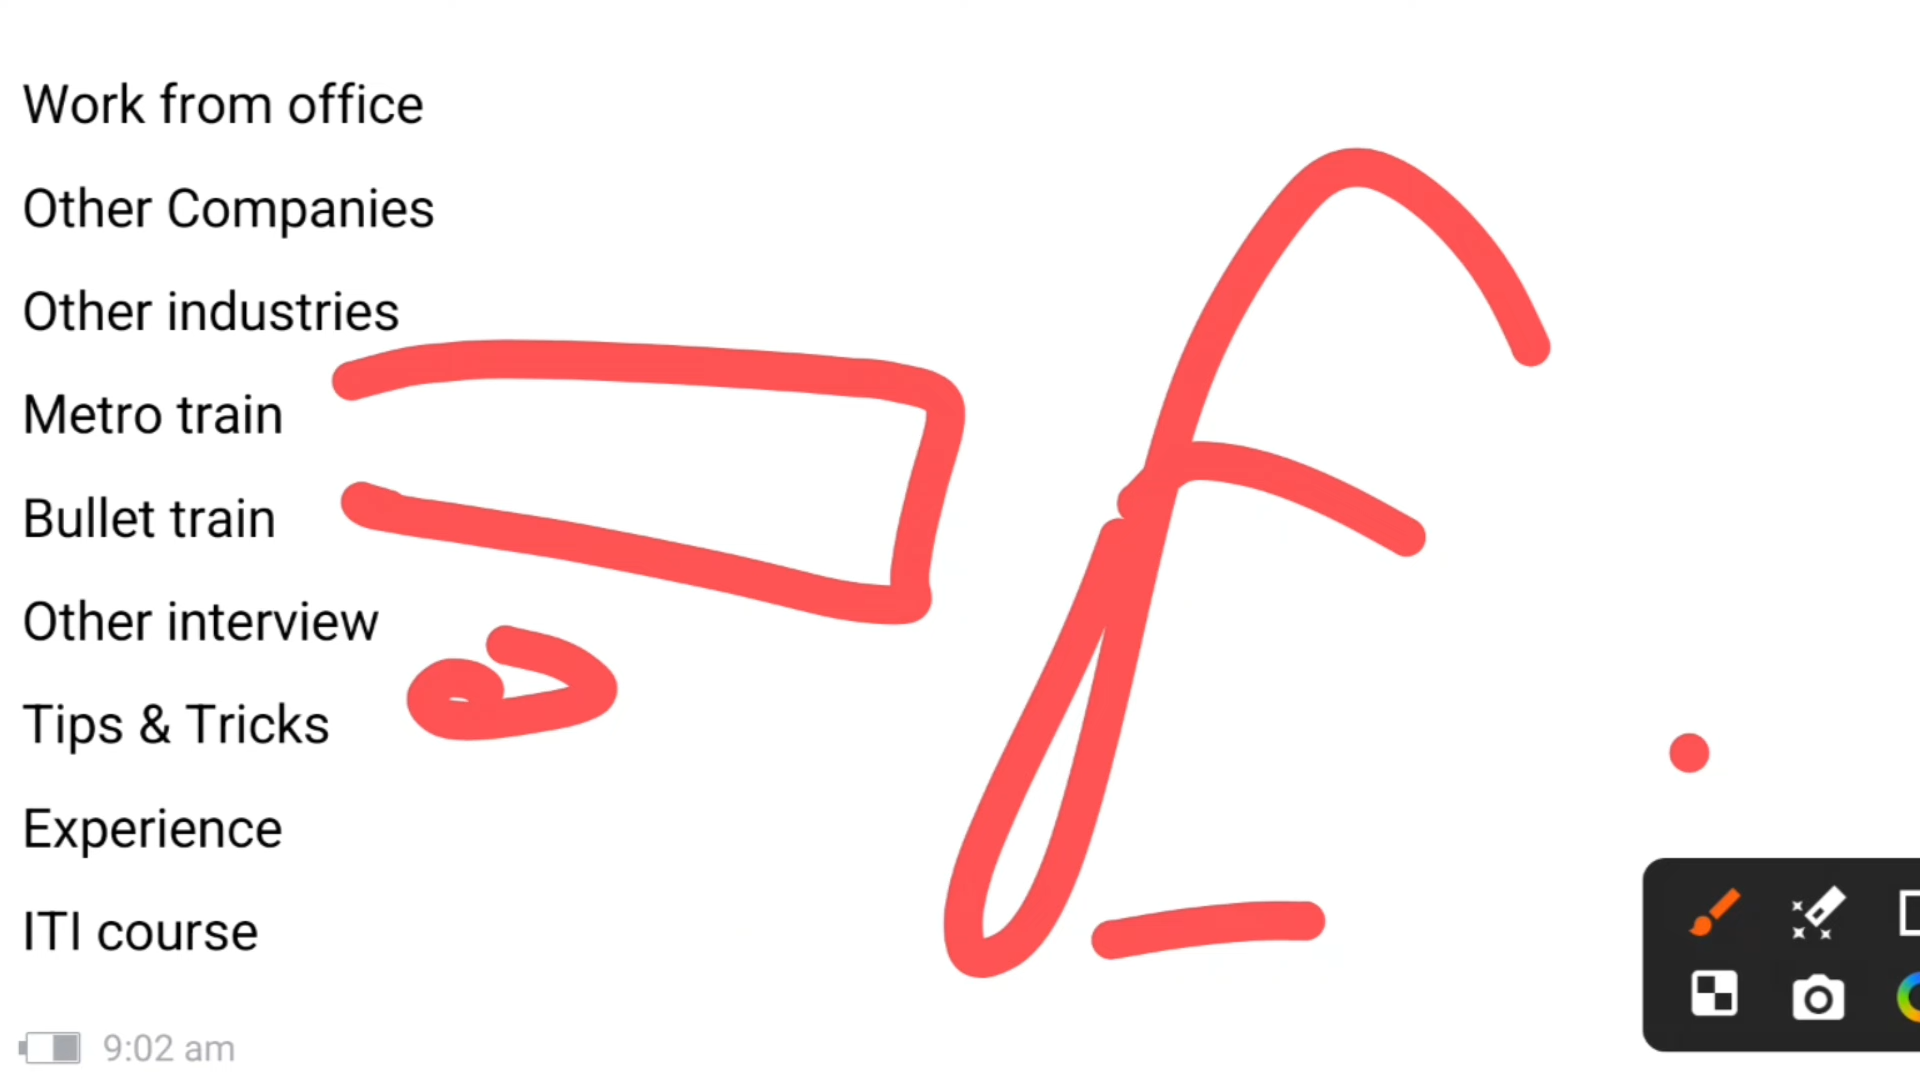 Work from office
Other Companies
Other industries
Metro train
Bullet train
Other interview
Tips & Tricks
Experience
ITI course
9:02 am